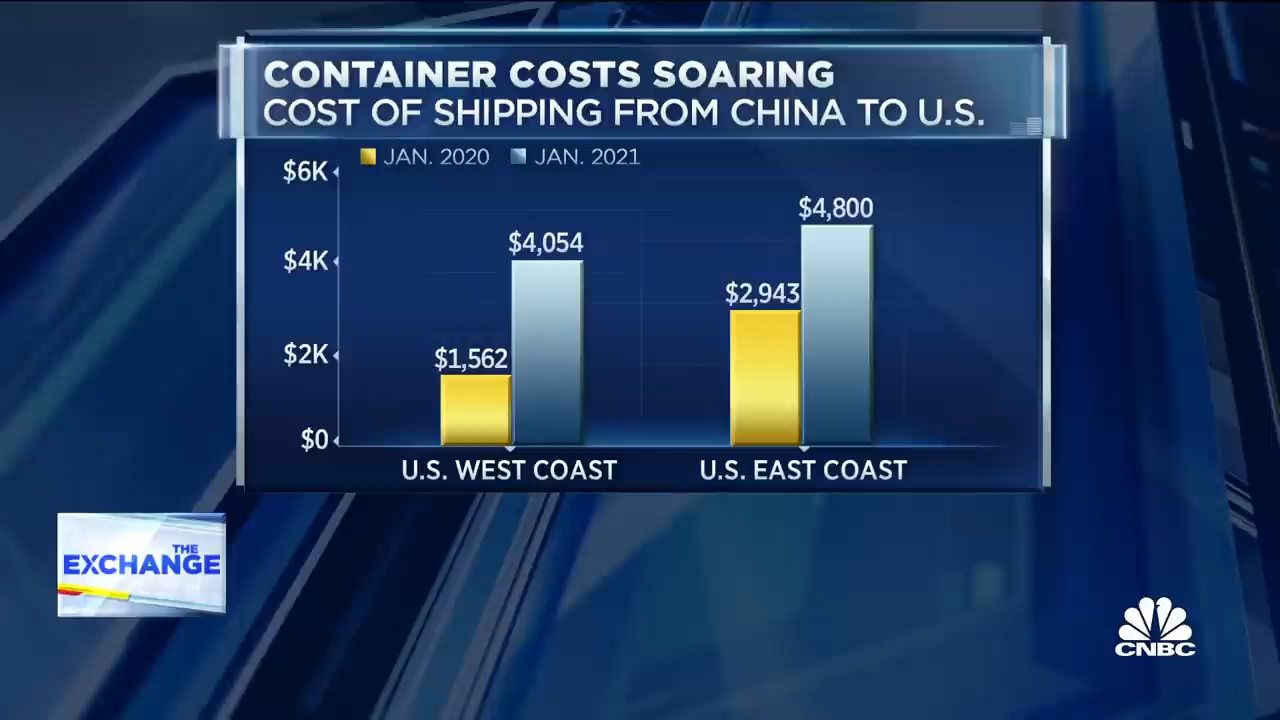 CONTAINER COSTS SOARING
COST OF SHIPPING FROM CHINA TO U.S.
JAN. 2020 JAN. 2021
$6K
$4K
$2K
$0
$1,562
$4,054
$2,943
$4,800
U.S. WEST COAST U.S. EAST COAST
THE
EXCHANGE
CNBC